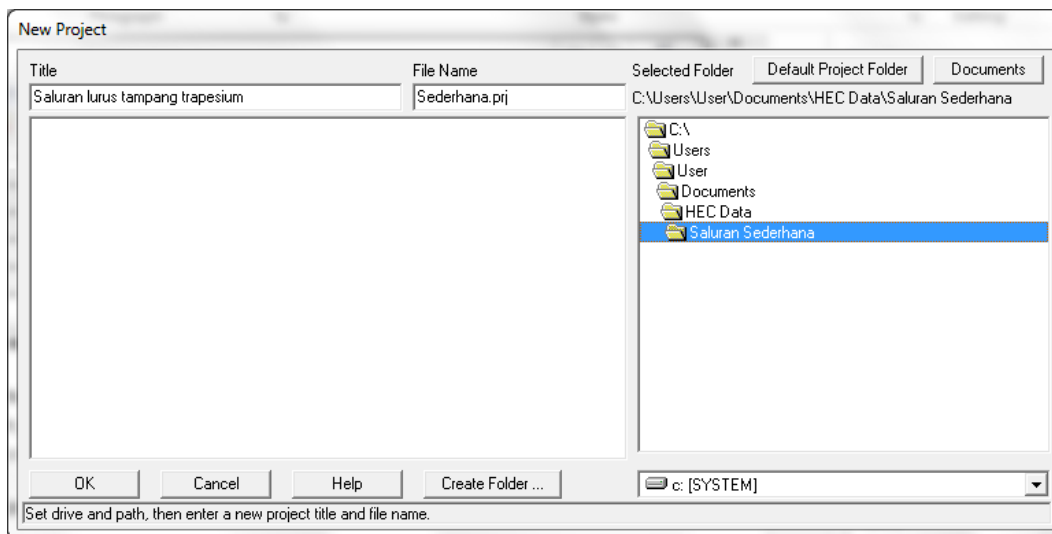 New Project
Title File Name Selected Folder Default Project Folder Documents
Saluran lurus tampang trapesium Sederhana.prj C:\Users\User\Documents\HEC Data\Saluran Sederhana
C:\
Users
User
Documents
HEC Data
Saluran Sederhana
OK Cancel Help Create Folder ... c: [SYSTEM]
Set drive and path, then enter a new project title and file name.